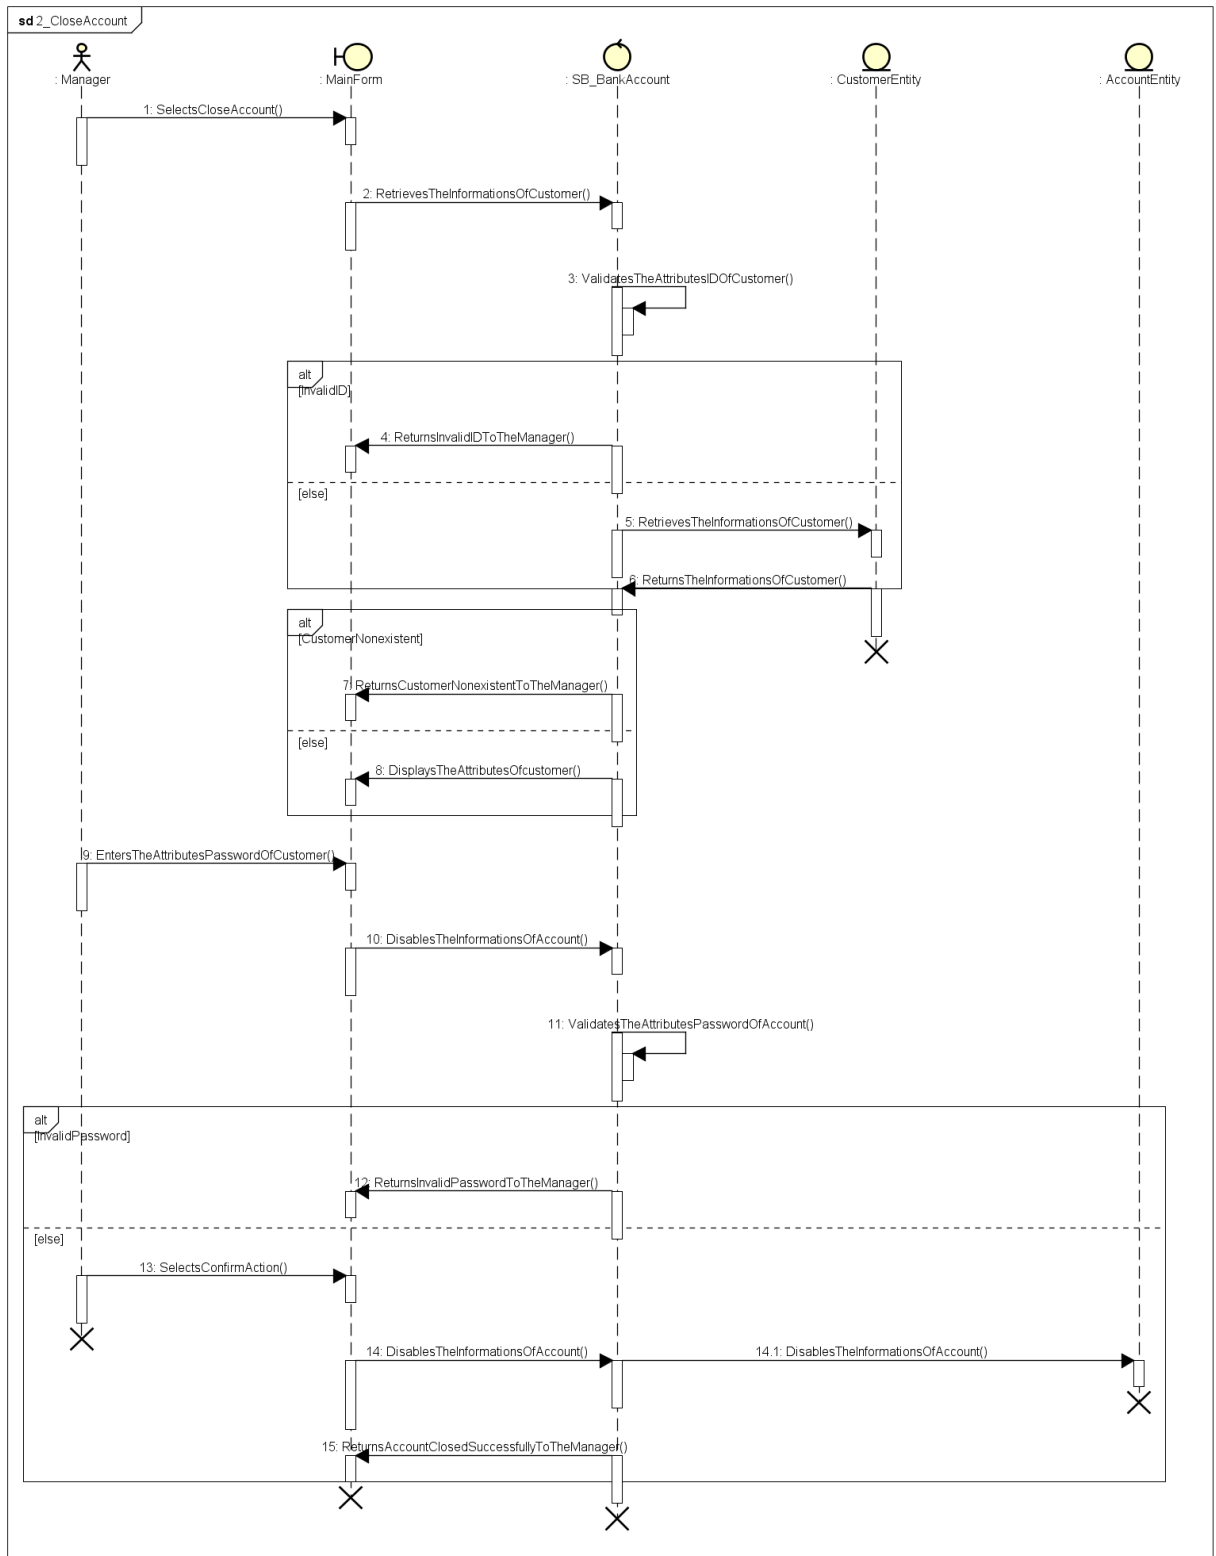 sd 2_CloseAccount
: Manager
: MainForm
: SB_BankAccount
: CustomerEntity
: AccountEntity
1: SelectsCloseAccount()
2: RetrievesTheInformationsOfCustomer()
3: ValidatesTheAttributesIDOfCustomer()
alt
[InvalidID]
4: ReturnsInvalidIDToTheManager()
[else]
5: RetrievesTheInformationsOfCustomer()
6: ReturnsTheInformationsOfCustomer()
alt
[CustomerNonexistent]
7: ReturnsCustomerNonexistentToTheManager()
[else]
8: DisplaysTheAttributesOfcustomer()
9: EntersTheAttributesPasswordOfCustomer()
10: DisablesTheInformationsOfAccount()
11: ValidatesTheAttributesPasswordOfAccount()
alt
[InvalidPassword]
12: ReturnsInvalidPasswordToTheManager()
[else]
13: SelectsConfirmAction()
14: DisablesTheInformationsOfAccount()
14.1: DisablesTheInformationsOfAccount()
15: ReturnsAccountClosedSuccessfullyToTheManager()